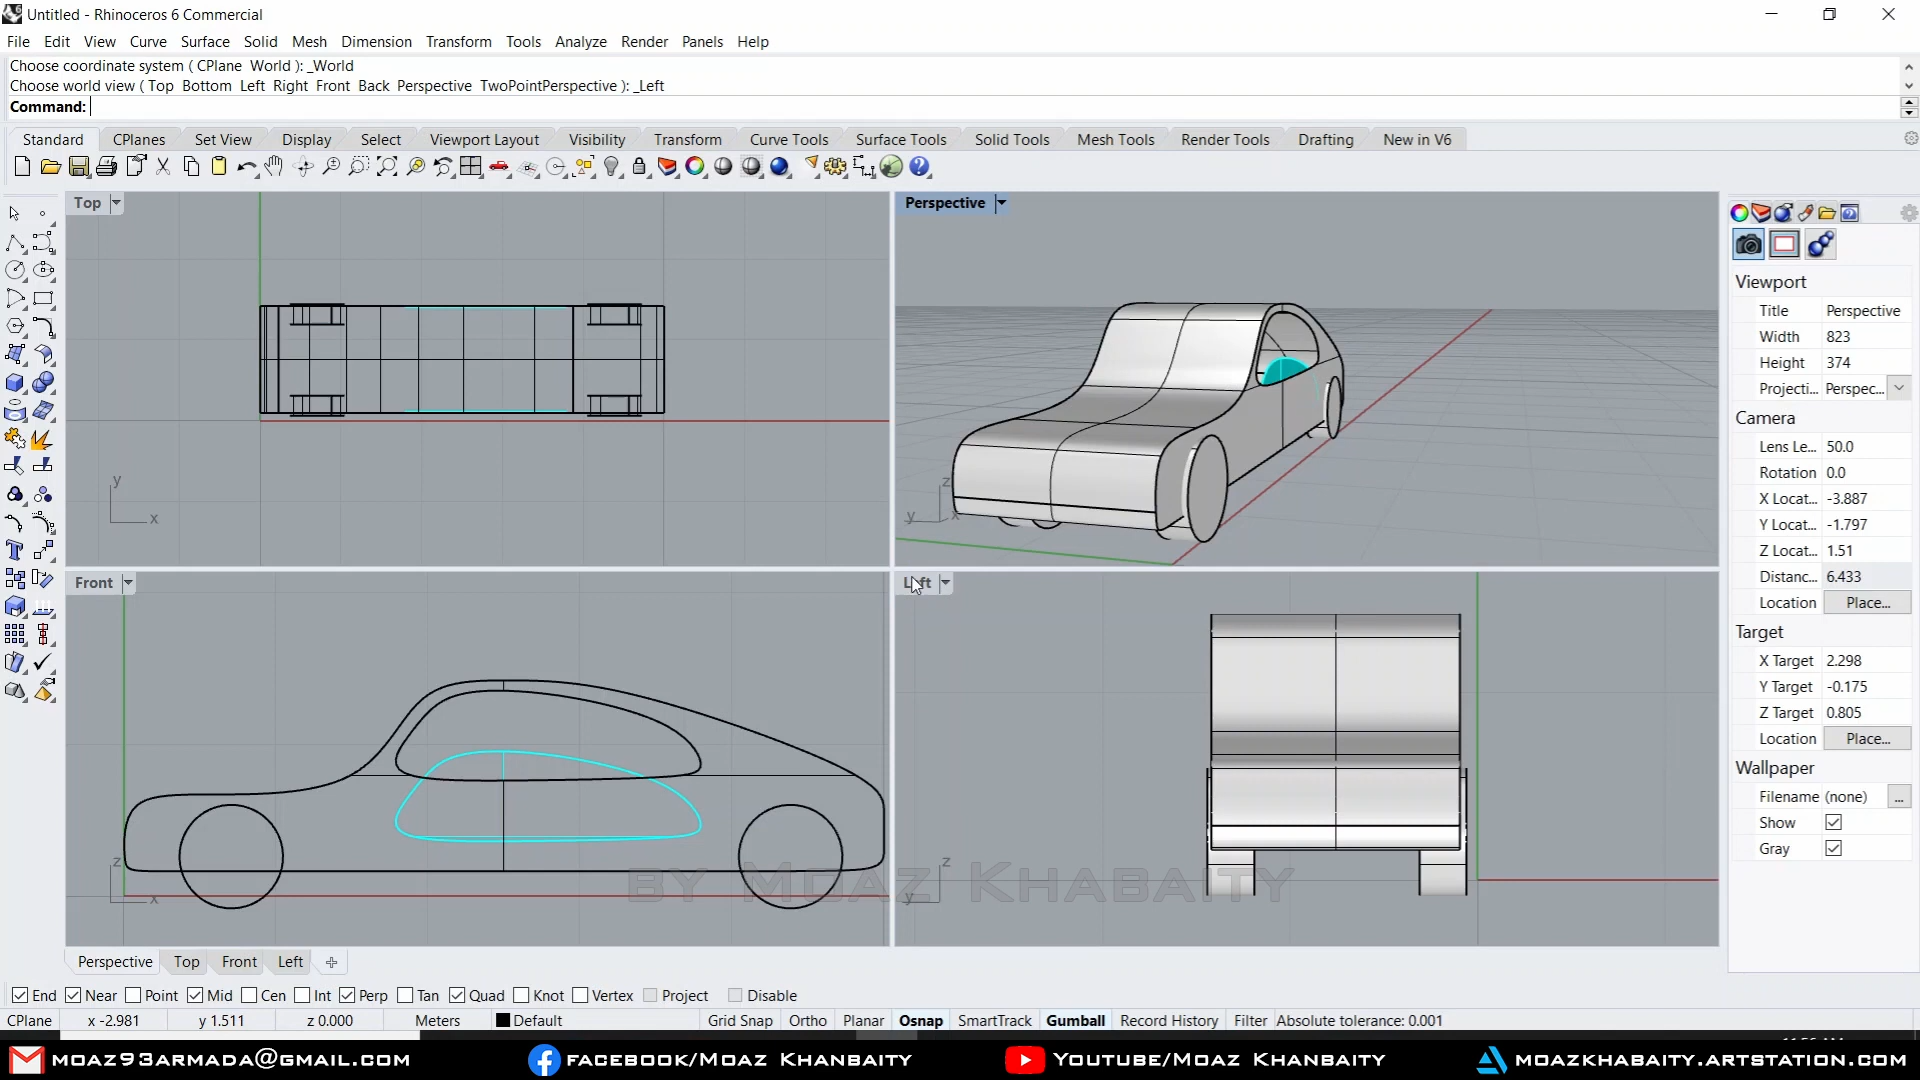 Untitled - Rhinoceros 6 Commercial
File Edit View Curve Surface Solid Mesh Dimension Transform Tools Analyze Render Panels Help
Choose coordinate system ( CPlane World ): _World
Choose world view ( Top Bottom Left Right Front Back Perspective TwoPointPerspective ): _Left
Command:
Standard CPlanes Set View Display Select Viewport Layout Visibility Transform Curve Tools Surface Tools Solid Tools Mesh Tools Render Tools Drafting New in V6
Top
y
x
Perspective
z
y x
Front
z
x
Left
z
y
Viewport
Title Perspective
Width 823
Height 374
Projecti... Perspec...
Camera
Lens Le... 50.0
Rotation 0.0
X Locat... -3.887
Y Locat... -1.797
Z Locat... 1.51
Distanc... 6.433
Location Place...
Target
X Target 2.298
Y Target -0.175
Z Target 0.805
Location Place...
Wallpaper
Filename (none) ...
Show
Gray
BY MOAZ KHABAITY
Perspective Top Front Left
End Near Point Mid Cen Int Perp Tan Quad Knot Vertex Project Disable
CPlane x -2.981 y 1.511 z 0.000 Meters Default Grid Snap Ortho Planar Osnap SmartTrack Gumball Record History Filter Absolute tolerance: 0.001
MOAZ93ARMADA@GMAIL.COM FACEBOOK/MOAZ KHANBAITY YOUTUBE/MOAZ KHANBAITY MOAZKHABAITY.ARTSTATION.COM